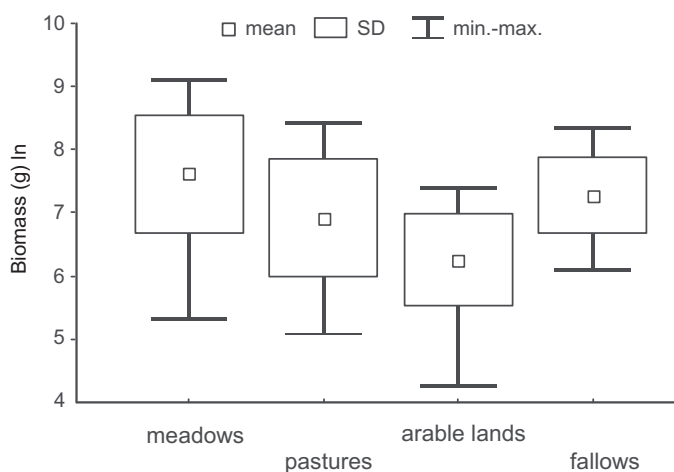 10
mean SD min.-max.
9
8
7
6
5
4
Biomass (g) ln
meadows
pastures
arable lands
fallows